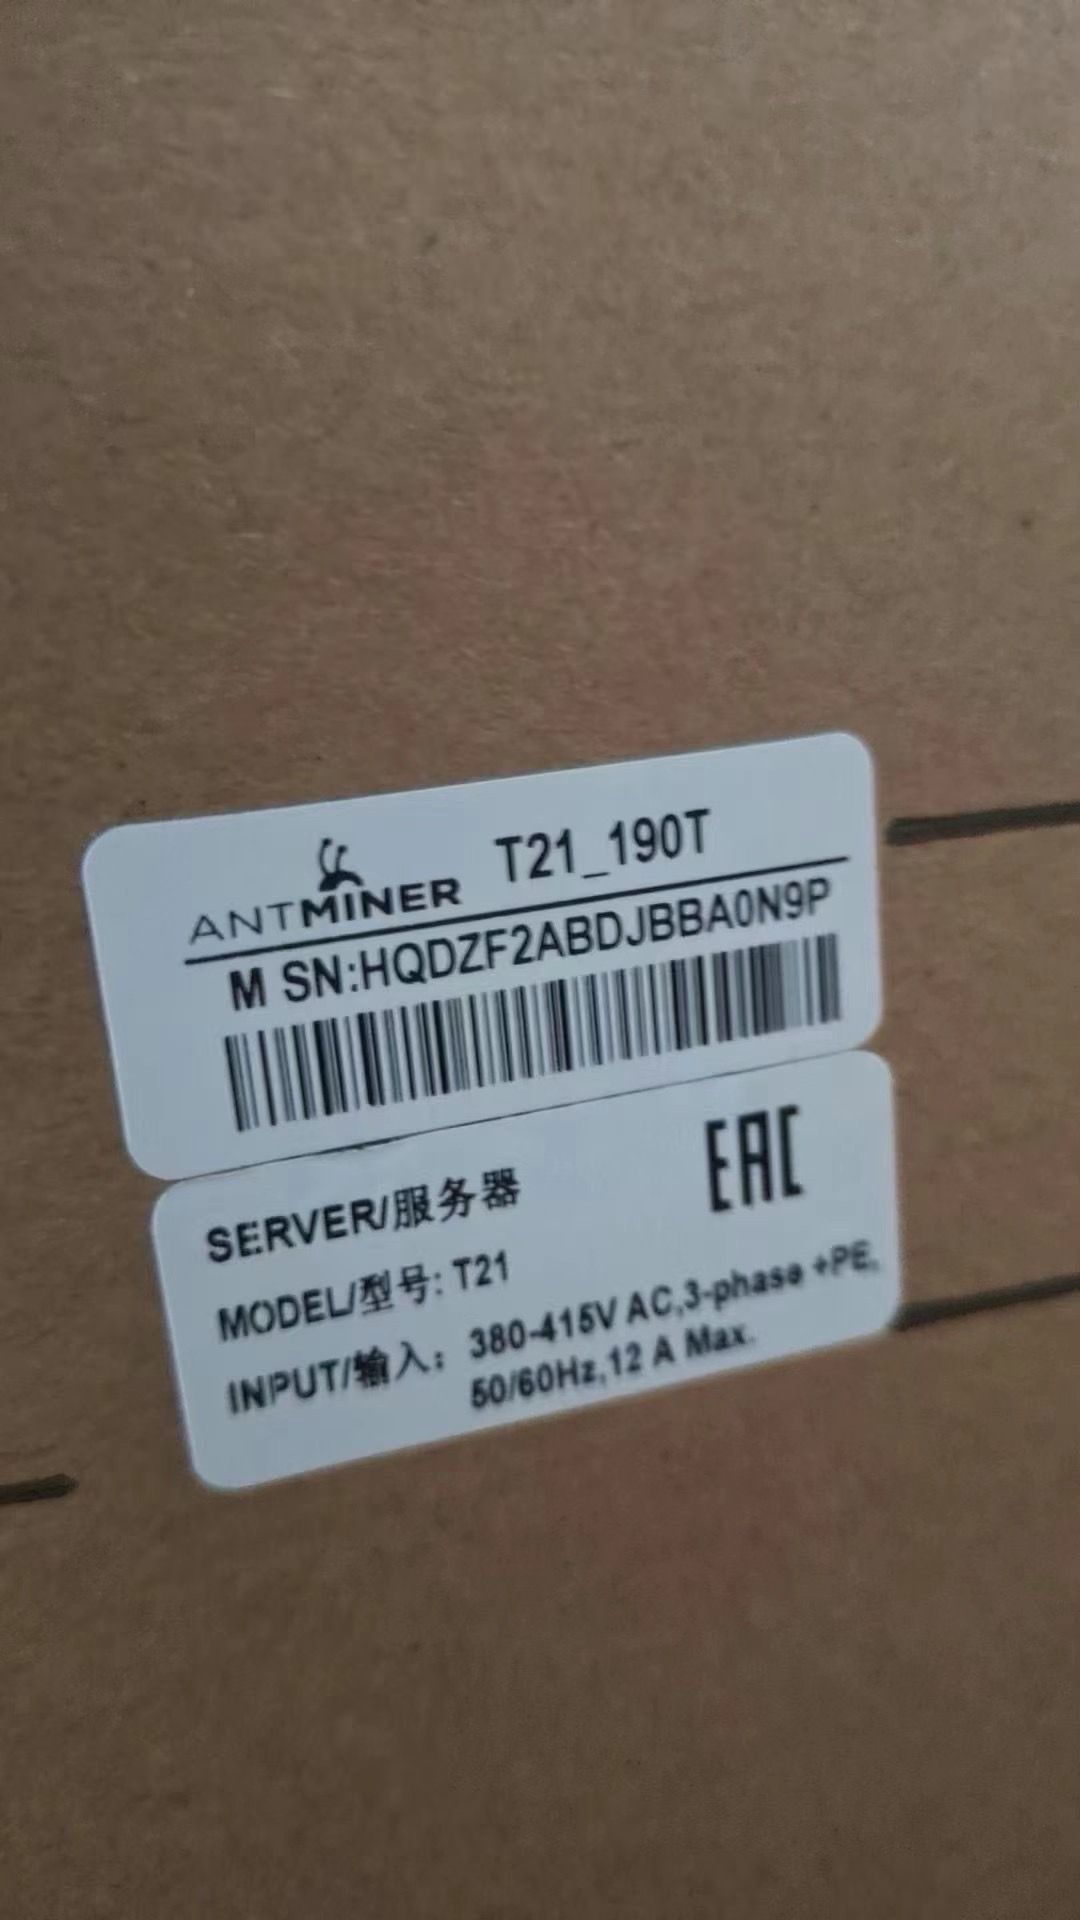 ANTMINER T21_190T
M SN:HQDZF2ABDJBBA0N9P
EAC
SERVER/服务器
MODEL/型号: T21
INPUT/输入: 380-415V AC,3-phase +PE,
50/60Hz,12 A Max.